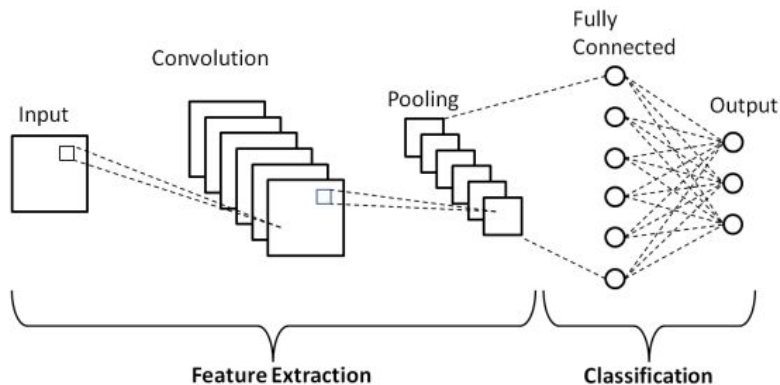 Input
Convolution
Pooling
Fully
Connected
Output
Feature Extraction
Classification